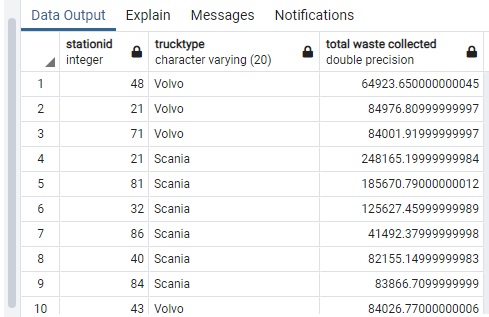 Data Output Explain Messages Notifications
stationid trucktype total waste collected
integer character varying (20) double precision
1 48 Volvo 64923.650000000045
2 21 Volvo 84976.80999999997
3 71 Volvo 84001.91999999997
4 21 Scania 248165.19999999984
5 81 Scania 185670.79000000012
6 32 Scania 125627.45999999989
7 86 Scania 41492.37999999998
8 40 Scania 82155.14999999983
9 84 Scania 83866.7099999999
10 43 Volvo 84026.77000000006